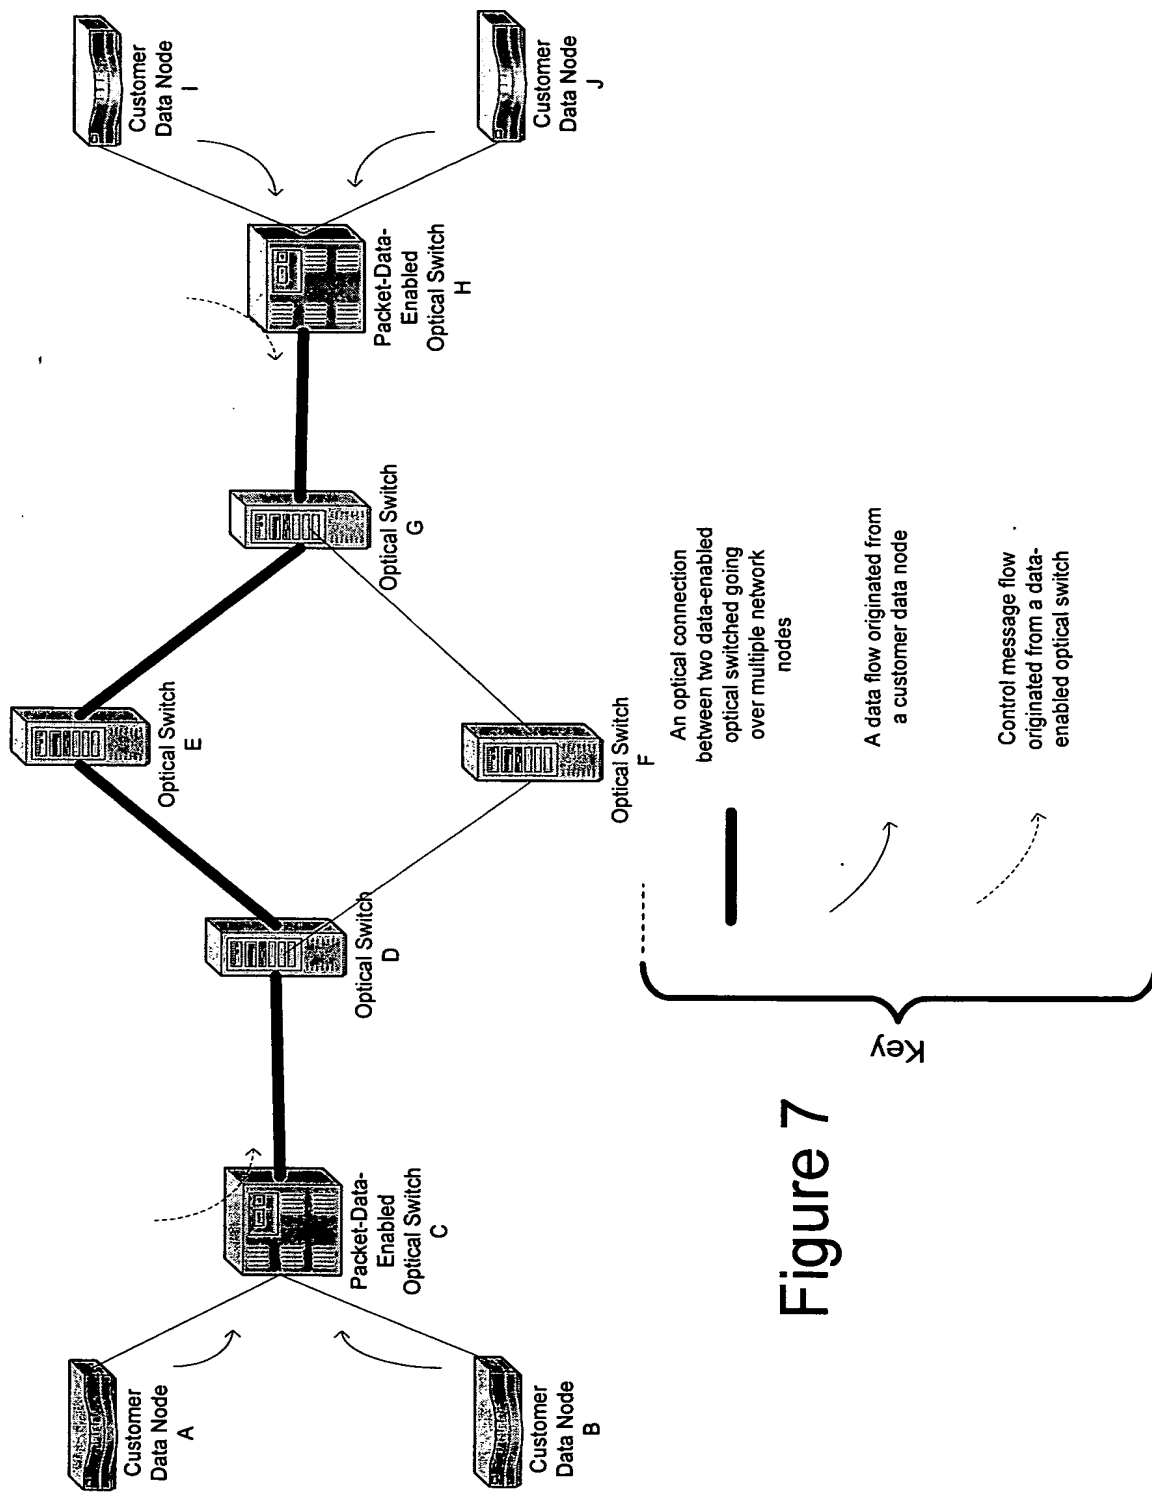 Customer
Data Node
A
Customer
Data Node
B
Packet-Data-
Enabled
Optical Switch
C
Optical Switch
D
Optical Switch
E
Optical Switch
F
Optical Switch
G
Packet-Data-
Enabled
Optical Switch
H
Customer
Data Node
I
Customer
Data Node
J
Key
An optical connection
between two data-enabled
optical switched going
over multiple network
nodes
A data flow originated from
a customer data node
Control message flow
originated from a data-
enabled optical switch
Figure 7